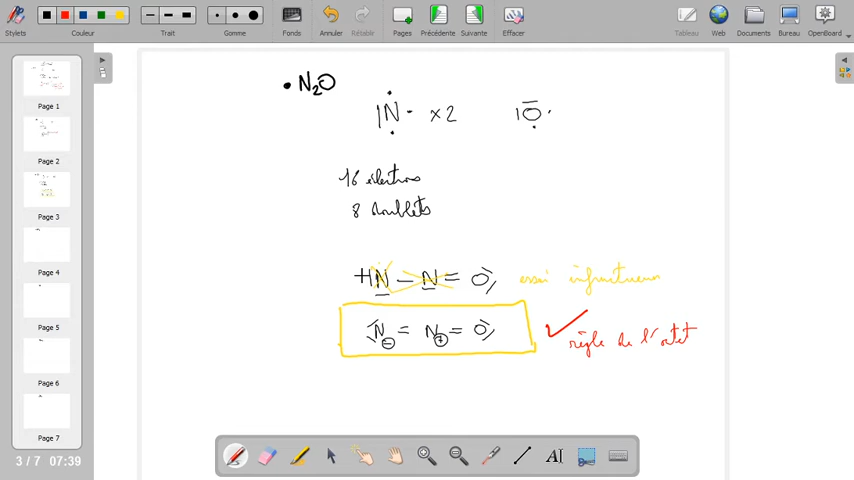 Stylets
Couleur
Trait
Gomme
Fonds
Annuler
Rétablir
Pages
Précédente
Suivante
Effacer
Tableau
Web
Documents
Bureau
OpenBoard
Page 1
Page 2
Page 3
Page 4
Page 5
Page 6
Page 7
3 / 7 07:39
• N₂O
|N x 2 |O
16 électrons
8 doublets
N — N = O essai infructueux
N⊖ = N⊕ = O ✓ règle de l'octet
AI